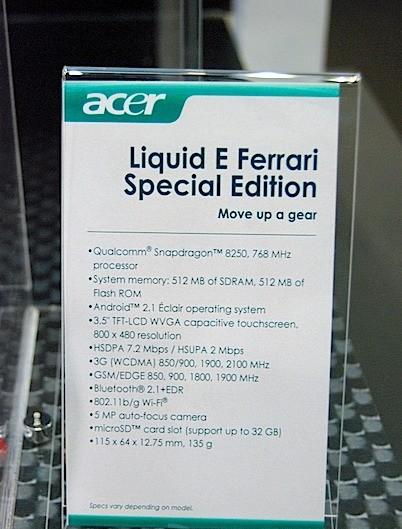 acer
Liquid E Ferrari
Special Edition
Move up a gear
•Qualcomm® Snapdragon™ 8250, 768 MHz
processor
•System memory: 512 MB of SDRAM, 512 MB of
Flash ROM
•Android™ 2.1 Éclair operating system
•3.5" TFT-LCD WVGA capacitive touchscreen,
800 x 480 resolution
•HSDPA 7.2 Mbps / HSUPA 2 Mbps
•3G (WCDMA) 850/900, 1900, 2100 MHz
•GSM/EDGE 850, 900, 1800, 1900 MHz
•Bluetooth® 2.1+EDR
•802.11b/g Wi-Fi®
•5 MP auto-focus camera
•microSD™ card slot (support up to 32 GB)
•115 x 64 x 12.75 mm, 135 g
Specs vary depending on model.